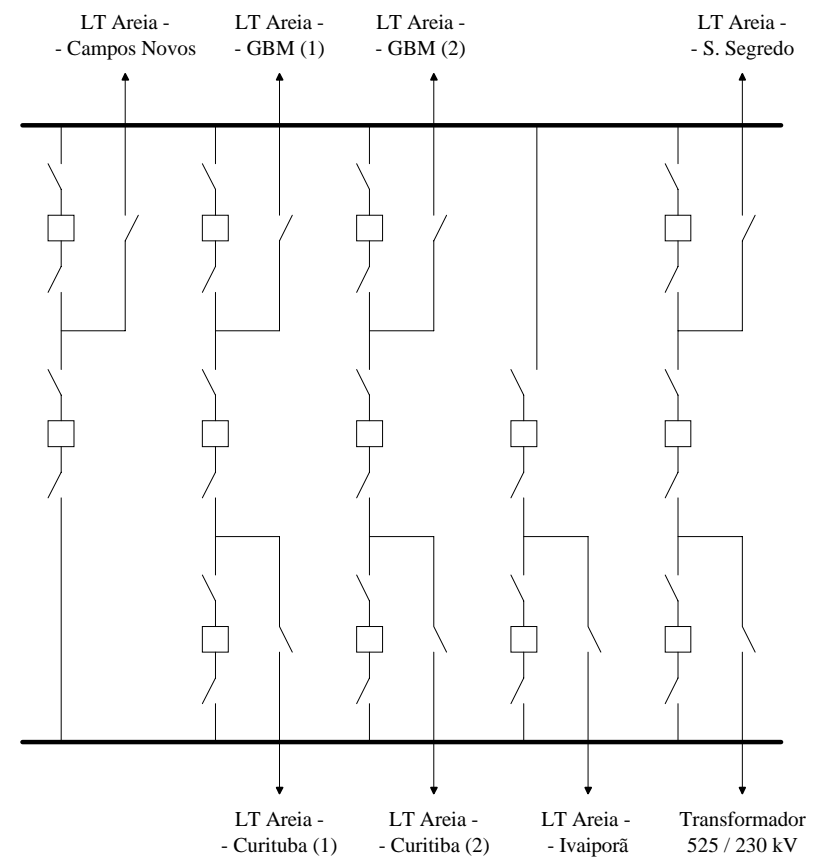 LT Areia -
- Campos Novos
LT Areia -
- GBM (1)
LT Areia -
- GBM (2)
LT Areia -
- S. Segredo
LT Areia -
- Curituba (1)
LT Areia -
- Curitiba (2)
LT Areia -
- Ivaiporã
Transformador
525 / 230 kV